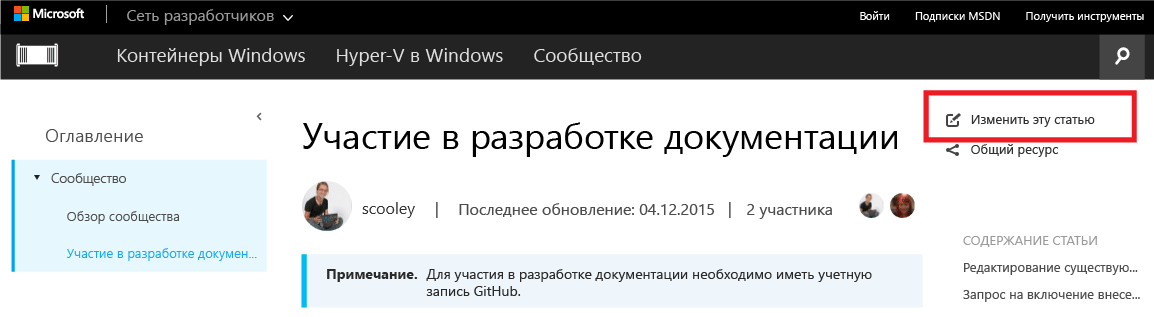 Microsoft
Сеть разработчиков
Войти
Подписки MSDN
Получить инструменты
Контейнеры Windows
Hyper-V в Windows
Сообщество
Оглавление
Сообщество
Обзор сообщества
Участие в разработке докумен...
Участие в разработке документации
scooley | Последнее обновление: 04.12.2015 | 2 участника
Примечание. Для участия в разработке документации необходимо иметь учетную
запись GitHub.
Изменить эту статью
Общий ресурс
СОДЕРЖАНИЕ СТАТЬИ
Редактирование существую...
Запрос на включение внесе...